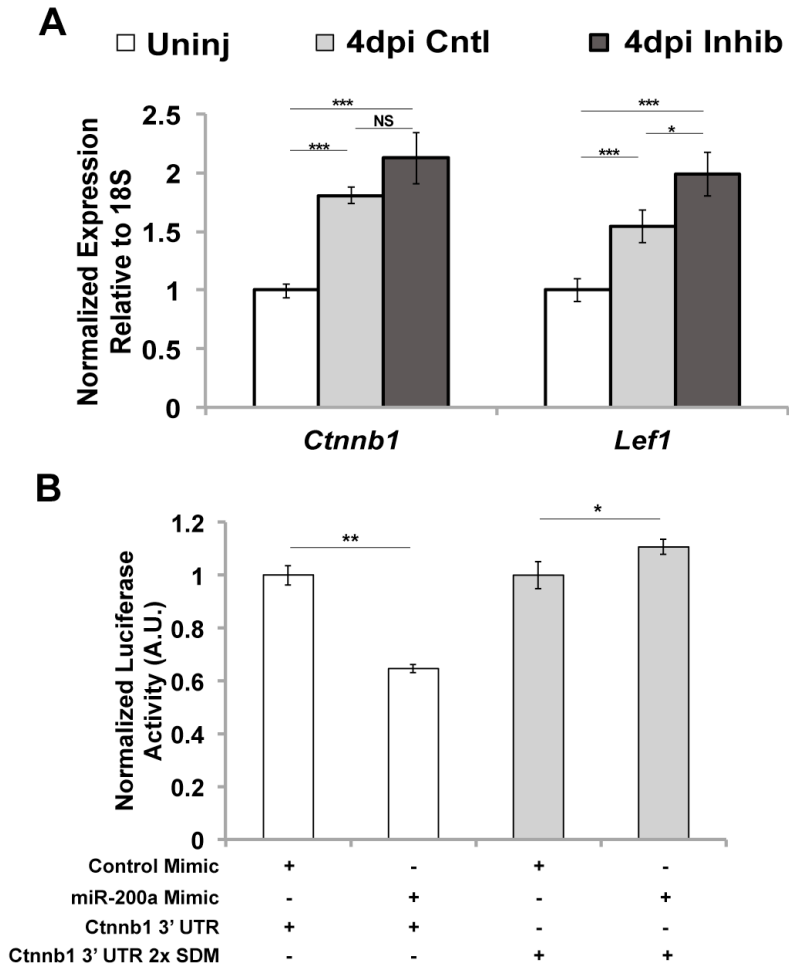 A
Uninj 4dpi Cntl 4dpi Inhib
Normalized Expression
Relative to 18S
2.5
2
1.5
1
0.5
0
***
NS
***
***
*
***
Ctnnb1 Lef1
B
Normalized Luciferase
Activity (A.U.)
1.2
1
0.8
0.6
0.4
0.2
0
**
*
Control Mimic + - + -
miR-200a Mimic - + - +
Ctnnb1 3' UTR + + - -
Ctnnb1 3' UTR 2x SDM - - + +